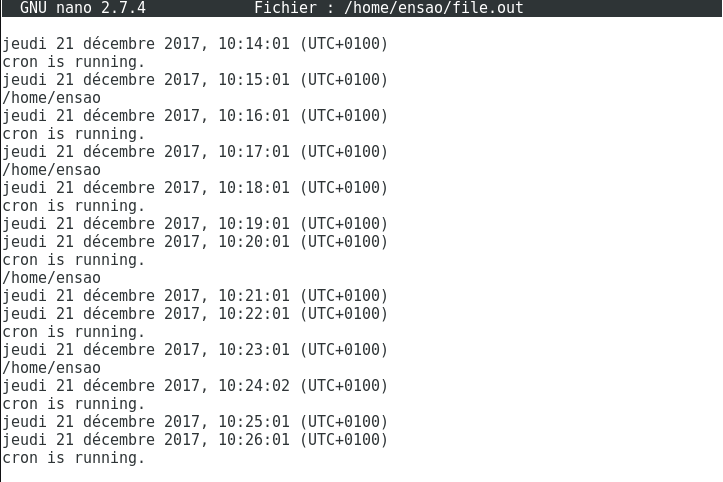 GNU nano 2.7.4 Fichier : /home/ensao/file.out
jeudi 21 décembre 2017, 10:14:01 (UTC+0100)
cron is running.
jeudi 21 décembre 2017, 10:15:01 (UTC+0100)
/home/ensao
jeudi 21 décembre 2017, 10:16:01 (UTC+0100)
cron is running.
jeudi 21 décembre 2017, 10:17:01 (UTC+0100)
/home/ensao
jeudi 21 décembre 2017, 10:18:01 (UTC+0100)
cron is running.
jeudi 21 décembre 2017, 10:19:01 (UTC+0100)
jeudi 21 décembre 2017, 10:20:01 (UTC+0100)
cron is running.
/home/ensao
jeudi 21 décembre 2017, 10:21:01 (UTC+0100)
jeudi 21 décembre 2017, 10:22:01 (UTC+0100)
cron is running.
jeudi 21 décembre 2017, 10:23:01 (UTC+0100)
/home/ensao
jeudi 21 décembre 2017, 10:24:02 (UTC+0100)
cron is running.
jeudi 21 décembre 2017, 10:25:01 (UTC+0100)
jeudi 21 décembre 2017, 10:26:01 (UTC+0100)
cron is running.